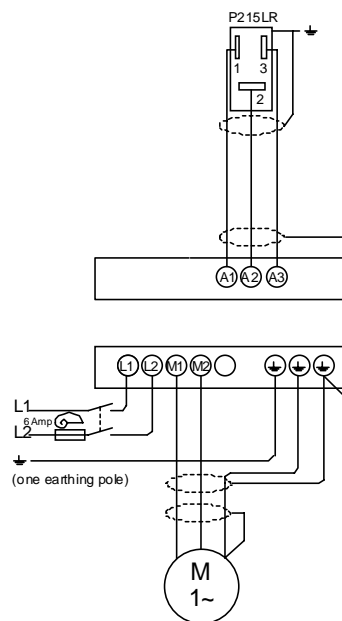 P215LR
1 3
2
A1 A2 A3
L1 L2 M1 M2
L1
6 Amp
L2
(one earthing pole)
M
1~